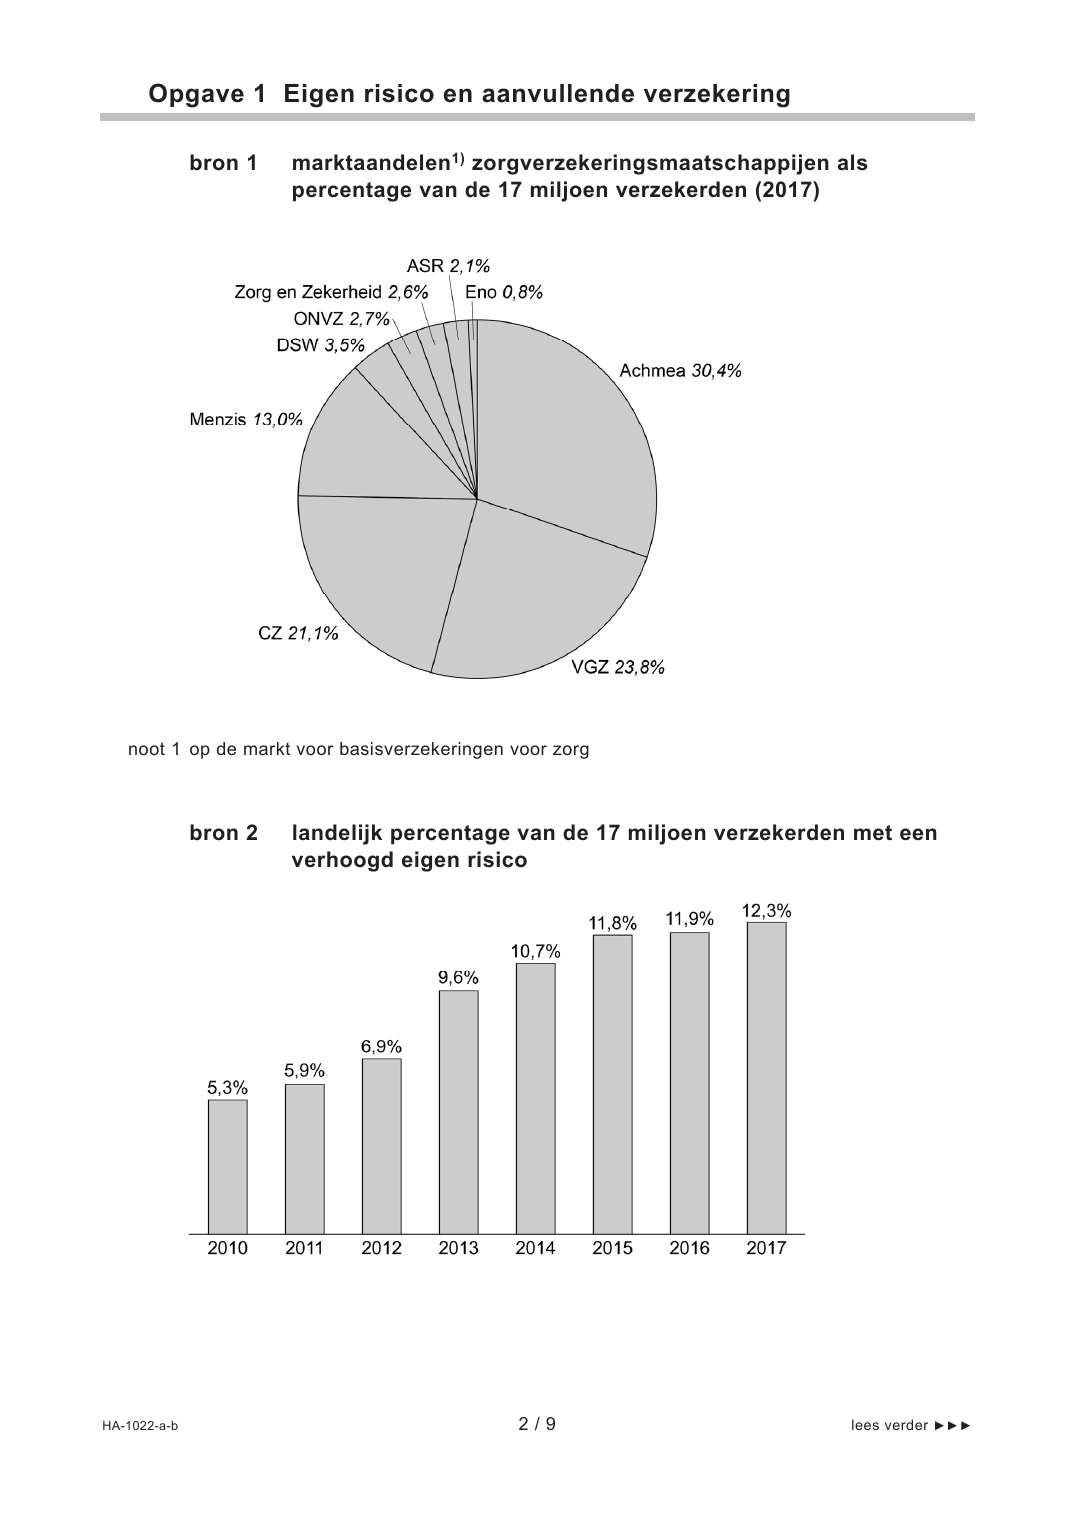 Opgave 1 Eigen risico en aanvullende verzekering
bron 1 marktaandelen1) zorgverzekeringsmaatschappijen als
percentage van de 17 miljoen verzekerden (2017)
ASR 2,1%
Zorg en Zekerheid 2,6% Eno 0,8%
ONVZ 2,7%
DSW 3,5%
Achmea 30,4%
Menzis 13,0%
CZ 21,1%
VGZ 23,8%
noot 1 op de markt voor basisverzekeringen voor zorg
bron 2 landelijk percentage van de 17 miljoen verzekerden met een
verhoogd eigen risico
5,3% 5,9% 6,9% 9,6% 10,7% 11,8% 11,9% 12,3%
2010 2011 2012 2013 2014 2015 2016 2017
HA-1022-a-b 2 / 9 lees verder ►►►